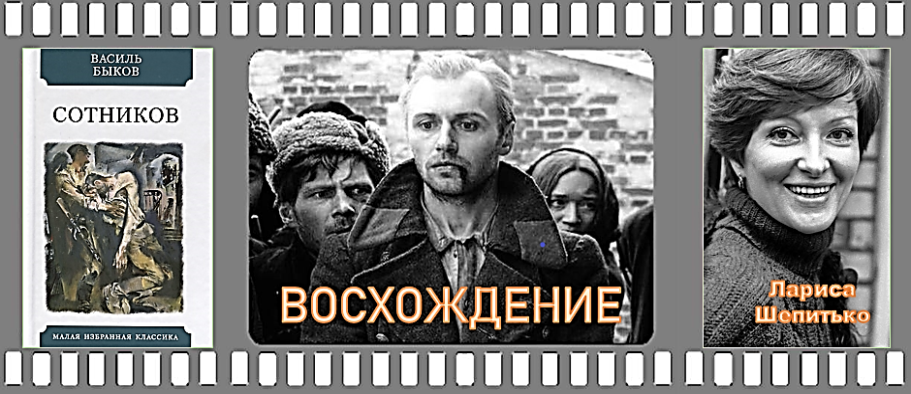 ВАСИЛЬ
БЫКОВ
СОТНИКОВ
МАЛАЯ ИЗБРАННАЯ КЛАССИКА
ВОСХОЖДЕНИЕ
Лариса
Шепитько